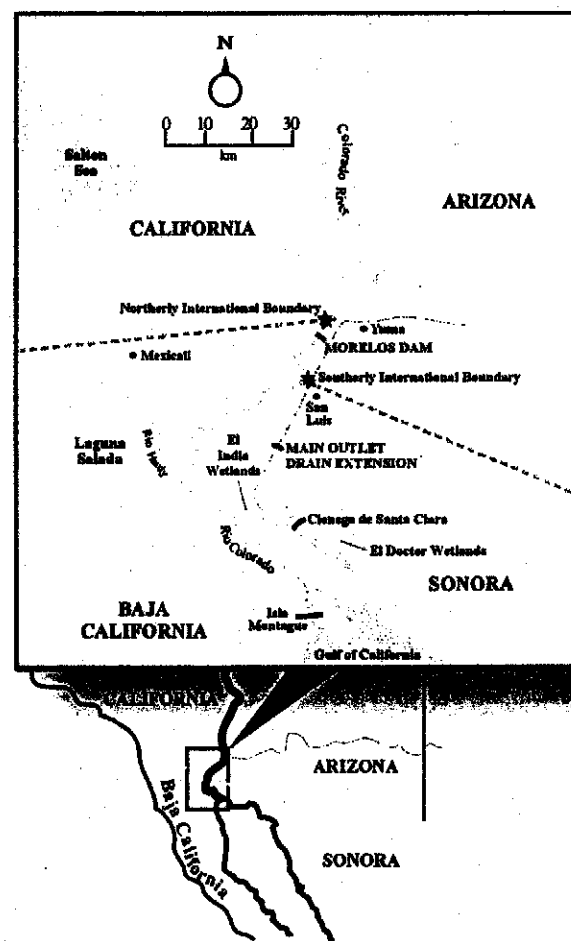 N
0 10 20 30
km
Salton
Sea
Colorado River
ARIZONA
CALIFORNIA
Northerly International Boundary
Yuma
MORELOS DAM
Mexicali
Southerly International Boundary
San
Luis
Laguna
Salada
Rio Hardy
El
Indio
Wetlands
MAIN OUTLET
DRAIN EXTENSION
Cienega de Santa Clara
El Doctor Wetlands
Rio Colorado
SONORA
BAJA
CALIFORNIA
Isla
Montague
Gulf of California
CALIFORNIA
ARIZONA
Baja California
SONORA